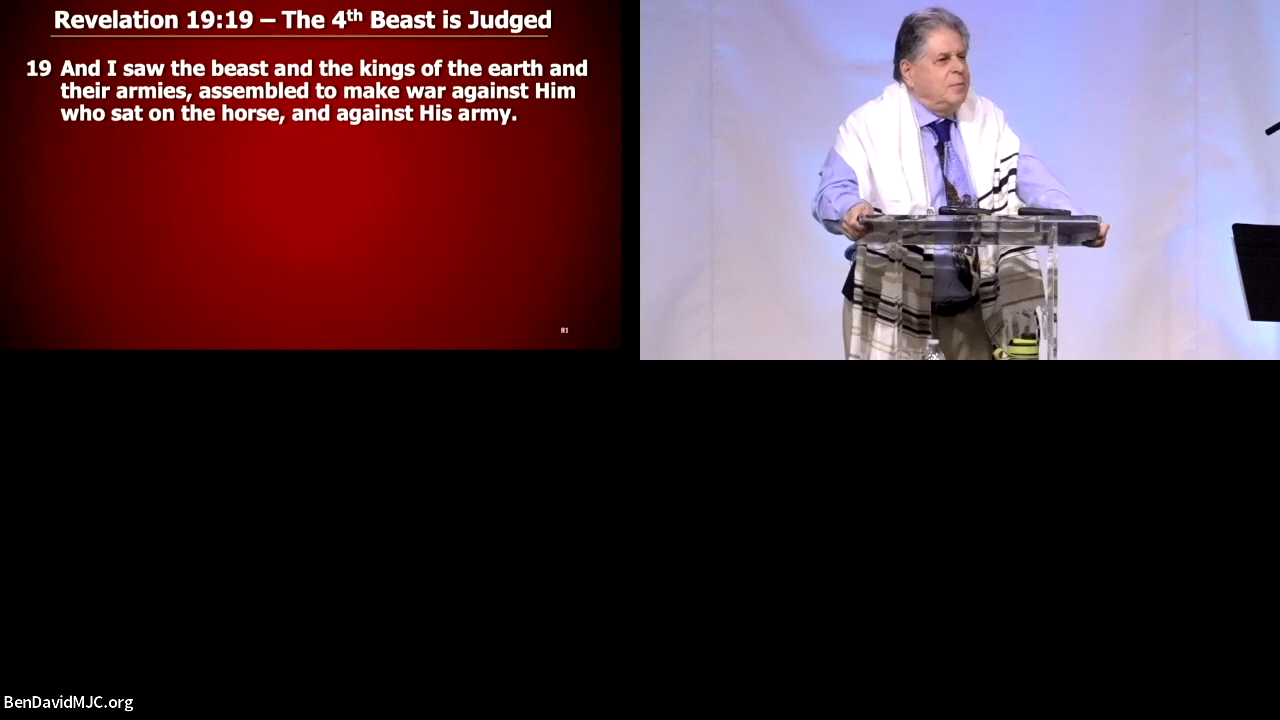 Revelation 19:19 – The 4th Beast is Judged
19 And I saw the beast and the kings of the earth and
their armies, assembled to make war against Him
who sat on the horse, and against His army.
81
BenDavidMJC.org